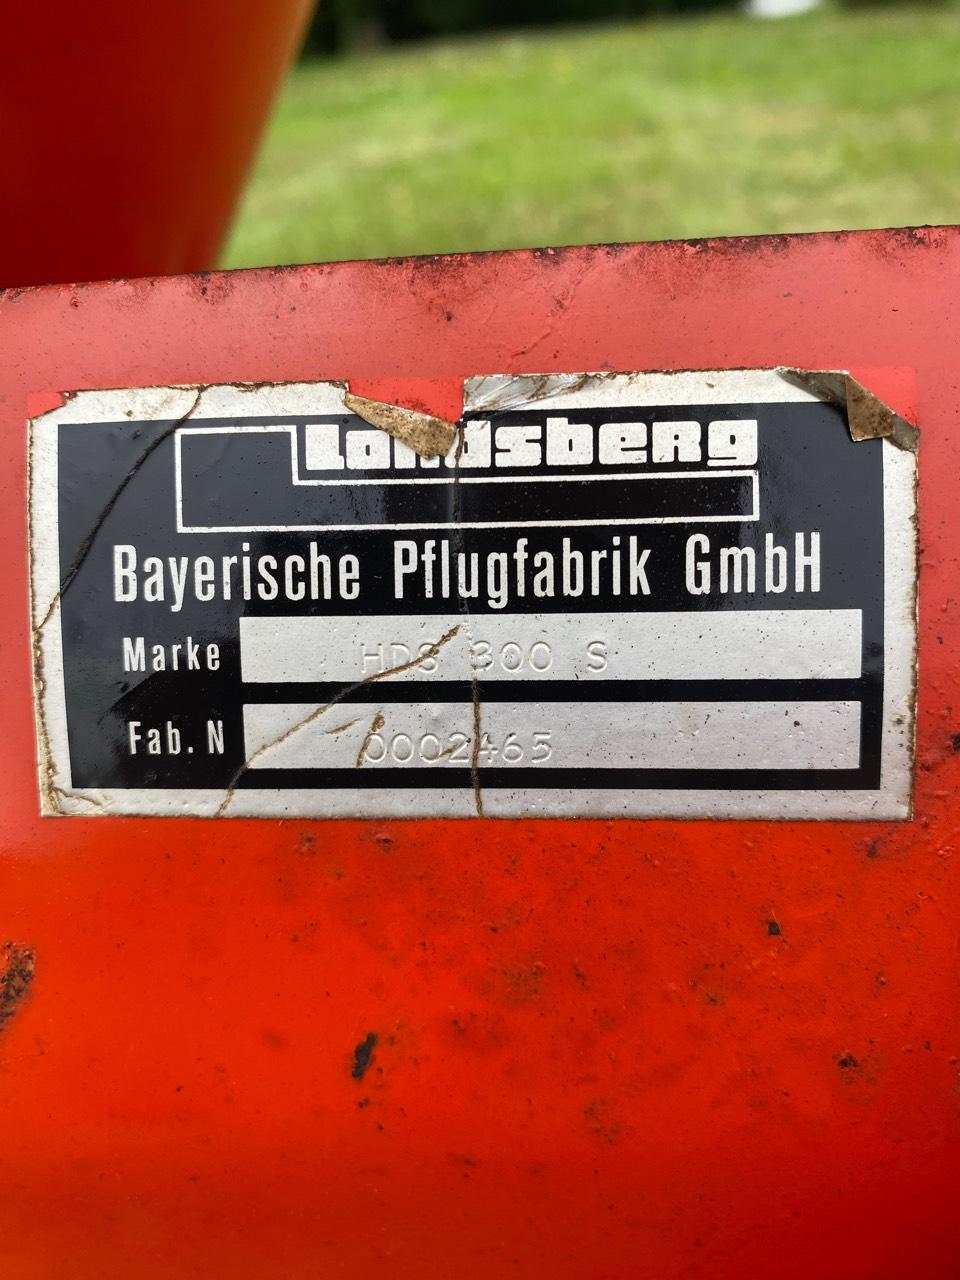 Landsberg
Bayerische Pflugfabrik GmbH
Marke HDS 300 S
Fab. N 0002465